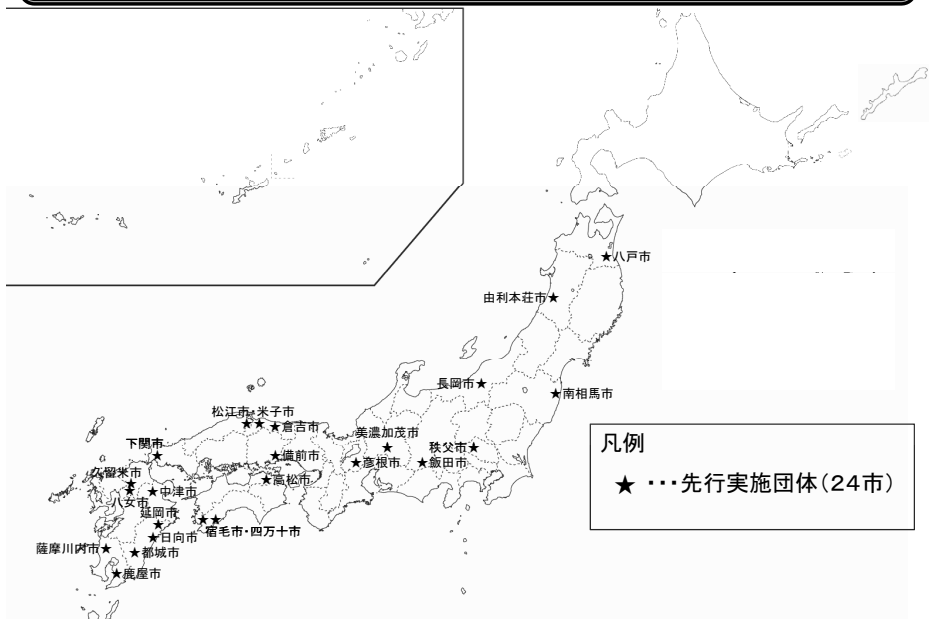 ★八戸市
由利本荘市★
長岡市★
★南相馬市
松江市・米子市
★★
★倉吉市
美濃加茂市
★
秩父市★
下関市
★
★備前市
★彦根市
★飯田市
凡例
★・・・先行実施団体(24市)
久留米市
★
★高松市
★
八女市
★中津市
延岡市
★
★★
宿毛市・四万十市
★日向市
薩摩川内市★
★都城市
★鹿屋市